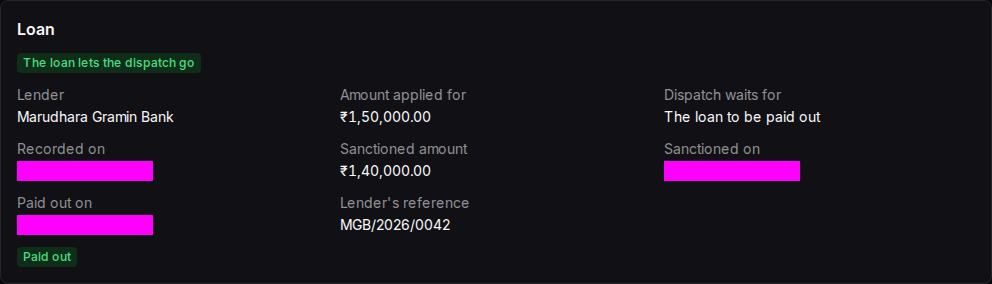 Loan
The loan lets the dispatch go
Lender
Amount applied for
Dispatch waits for
Marudhara Gramin Bank
₹1,50,000.00
The loan to be paid out
Recorded on
Sanctioned amount
Sanctioned on
₹1,40,000.00
Paid out on
Lender's reference
MGB/2026/0042
Paid out